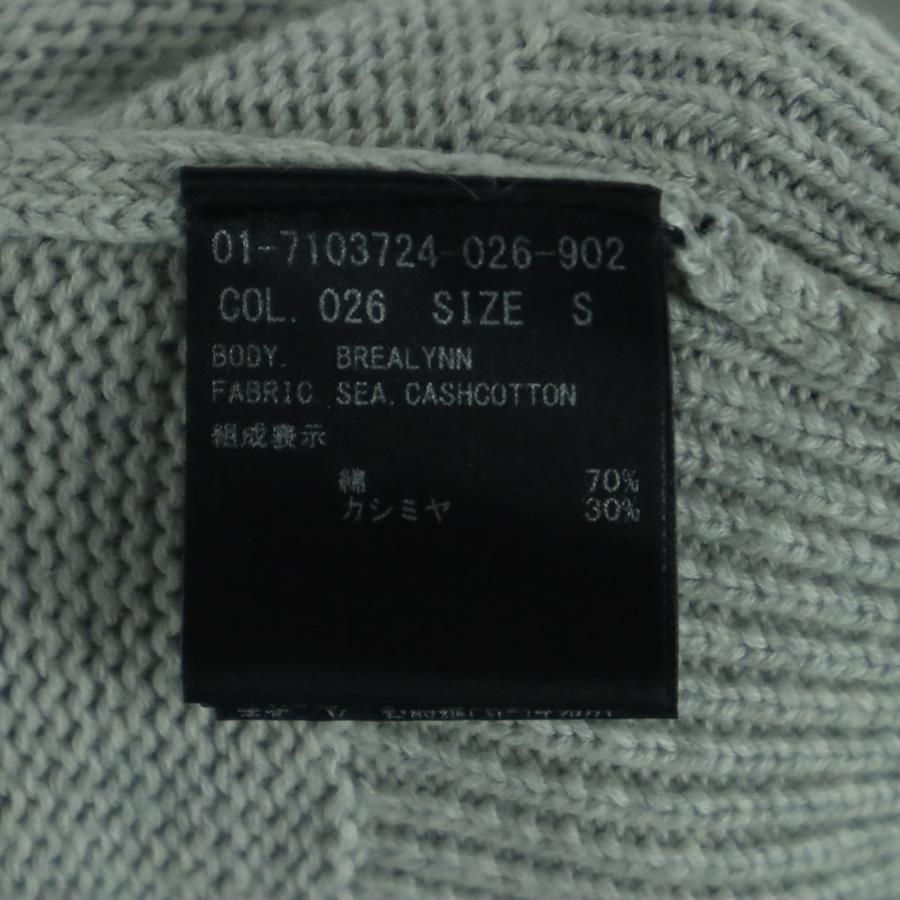 01-7103724-026-902
COL. 026 SIZE S
BODY. BREALYNN
FABRIC. SEA.CASHCOTTON
組成表示
綿 70%
カシミヤ 30%